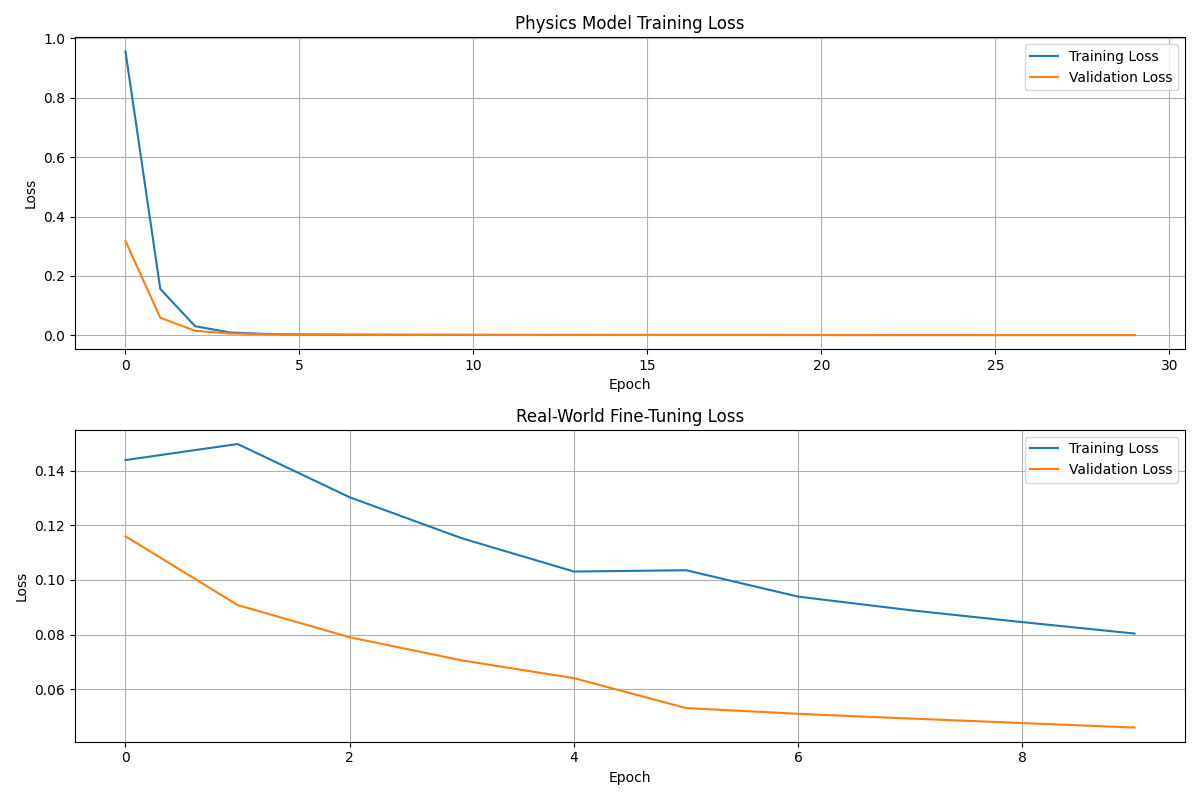 Physics Model Training Loss
1.0
0.8
0.6
0.4
0.2
0.0
Loss
Training Loss
Validation Loss
0 5 10 15 20 25 30
Epoch
Real-World Fine-Tuning Loss
0.14
0.12
0.10
0.08
0.06
Loss
Training Loss
Validation Loss
0 2 4 6 8
Epoch